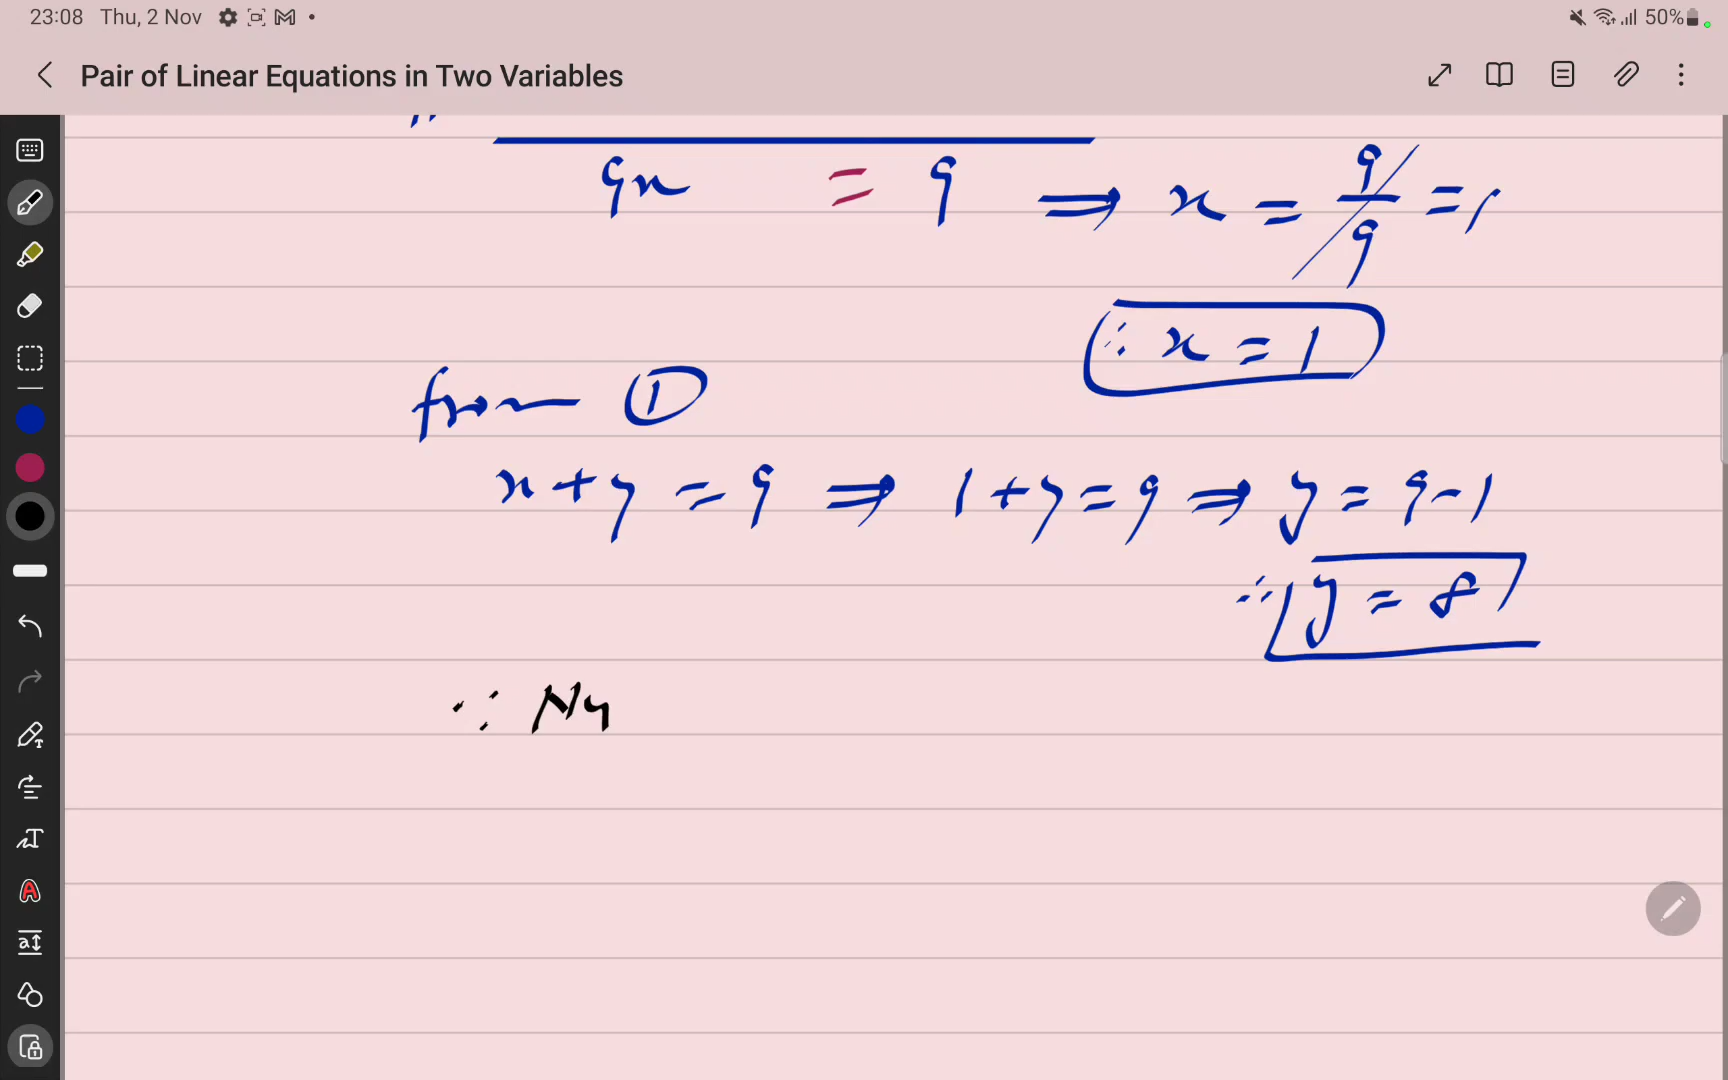 23:08 Thu, 2 Nov 50%
Pair of Linear Equations in Two Variables
9x = 9 ⟹ x = 9/9 = 1
∴ x = 1
from ①
x + y = 9 ⟹ 1 + y = 9 ⟹ y = 9 - 1
∴ y = 8
∴